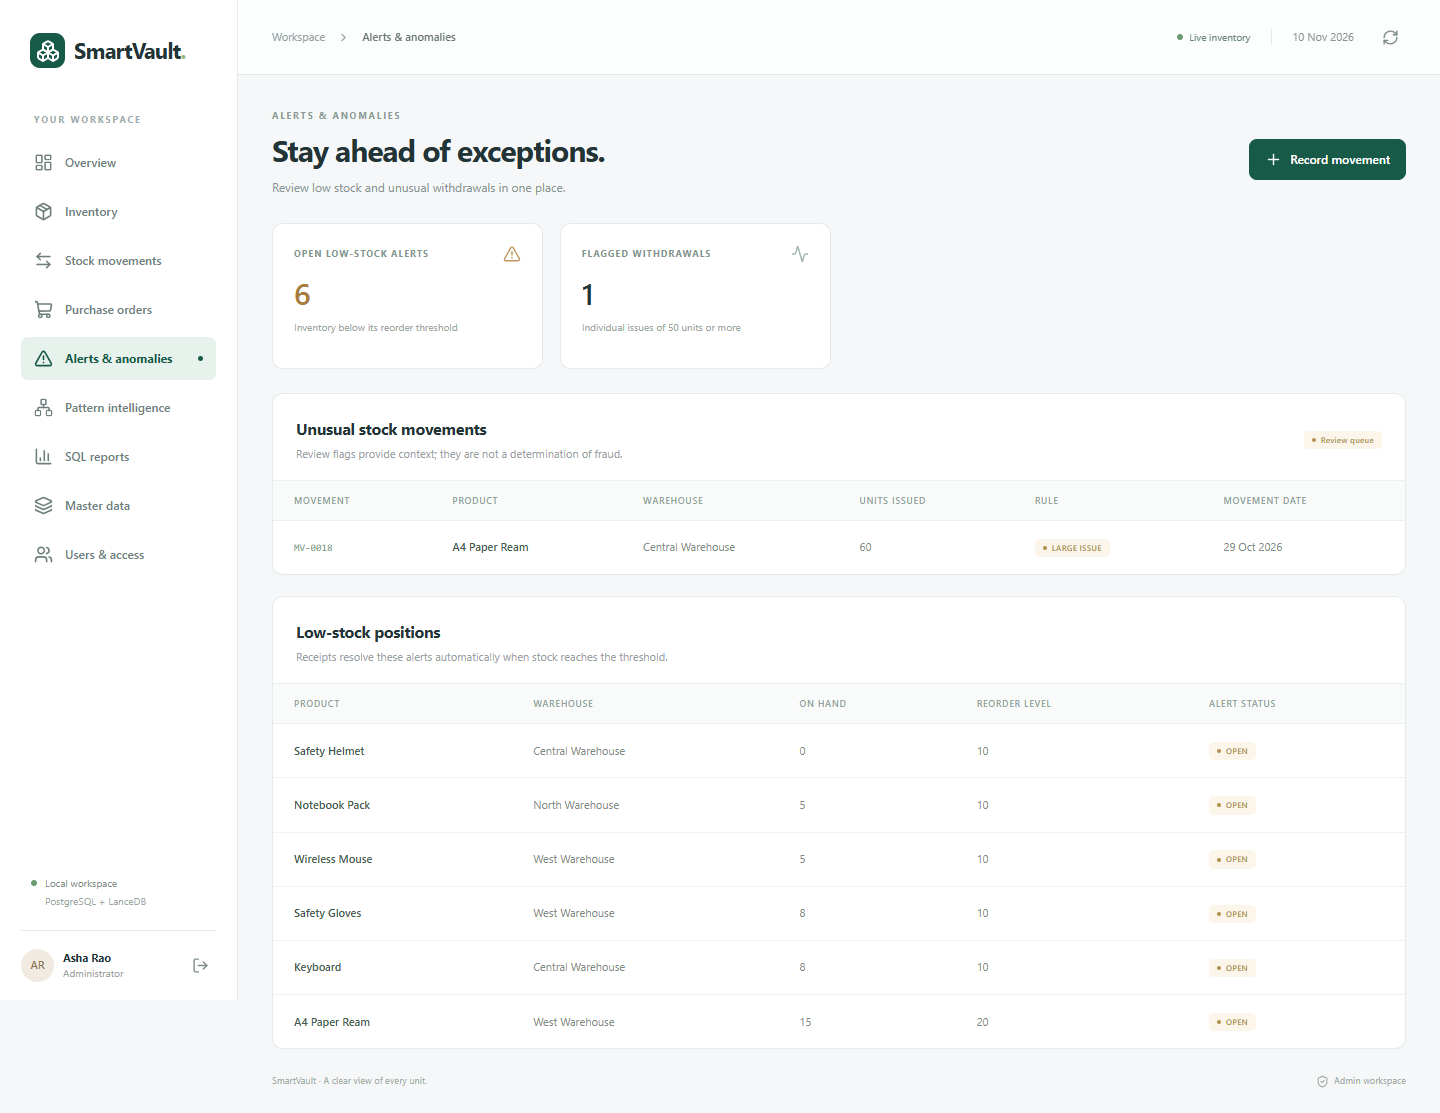 SmartVault.
YOUR WORKSPACE
Overview
Inventory
Stock movements
Purchase orders
Alerts & anomalies
Pattern intelligence
SQL reports
Master data
Users & access
Local workspace
PostgreSQL + LanceDB
AR
Asha Rao
Administrator
Workspace > Alerts & anomalies
Live inventory
10 Nov 2026
ALERTS & ANOMALIES
Stay ahead of exceptions.
Review low stock and unusual withdrawals in one place.
+ Record movement
OPEN LOW-STOCK ALERTS
6
Inventory below its reorder threshold
FLAGGED WITHDRAWALS
1
Individual issues of 50 units or more
Unusual stock movements
Review flags provide context; they are not a determination of fraud.
Review queue
MOVEMENT PRODUCT WAREHOUSE UNITS ISSUED RULE MOVEMENT DATE
MV-0018 A4 Paper Ream Central Warehouse 60 LARGE ISSUE 29 Oct 2026
Low-stock positions
Receipts resolve these alerts automatically when stock reaches the threshold.
PRODUCT WAREHOUSE ON HAND REORDER LEVEL ALERT STATUS
Safety Helmet Central Warehouse 0 10 OPEN
Notebook Pack North Warehouse 5 10 OPEN
Wireless Mouse West Warehouse 5 10 OPEN
Safety Gloves West Warehouse 8 10 OPEN
Keyboard Central Warehouse 8 10 OPEN
A4 Paper Ream West Warehouse 15 20 OPEN
SmartVault · A clear view of every unit.
Admin workspace